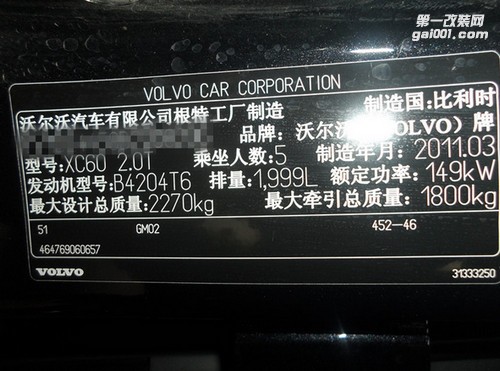 第一改装网
gai001.com
VOLVO CAR CORPORATION
沃尔沃汽车有限公司根特工厂制造 制造国:比利时
品牌:沃尔沃(VOLVO)牌
型号:XC60 2.0T 乘坐人数:5 制造年月:2011.03
发动机型号:B4204T6 排量:1,999L 额定功率:149kW
最大设计总质量:2270kg 最大牵引总质量:1800kg
51 GM02 452-46
464769060657
VOLVO 31333250